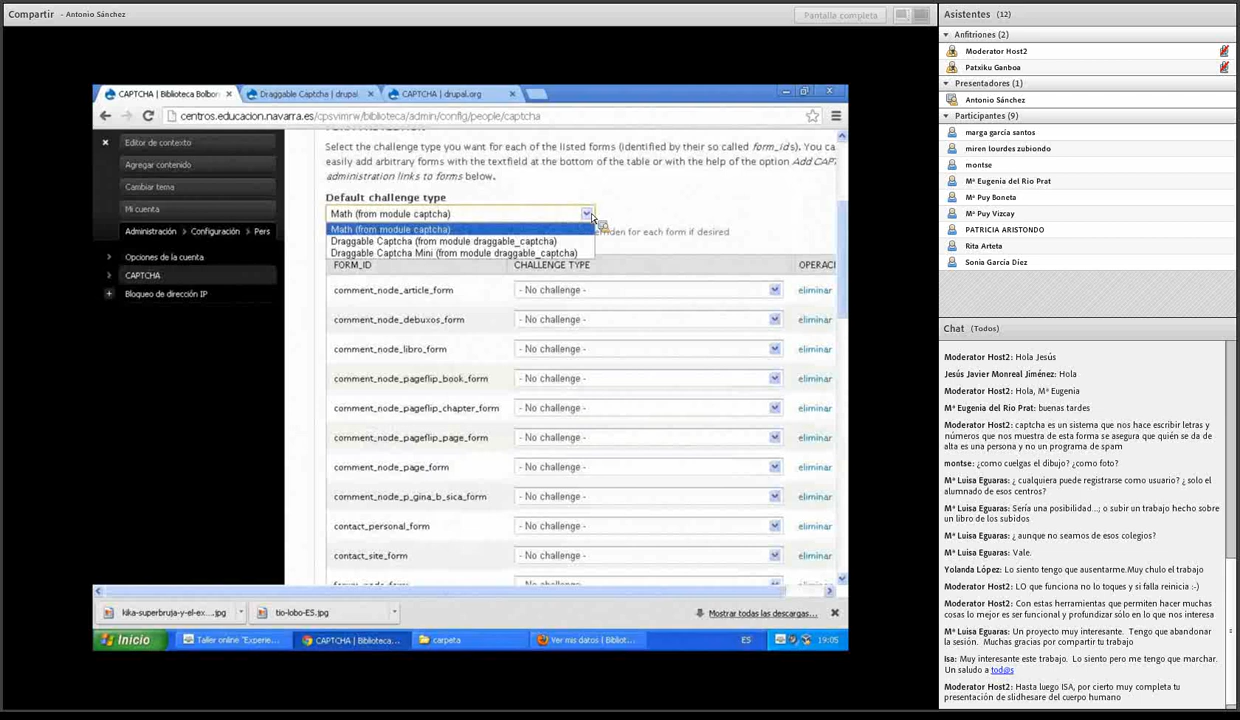 Compartir - Antonio Sánchez
Pantalla completa
CAPTCHA | Biblioteca Bolbor
Draggable Captcha | drupal
CAPTCHA | drupal.org
centros.educacion.navarra.es/cpsvimrw/biblioteca/admin/config/people/captcha
Editor de contexto
Agregar contenido
Cambiar tema
Mi cuenta
Administración Configuración Pers
Opciones de la cuenta
CAPTCHA
Bloqueo de dirección IP
Select the challenge type you want for each of the listed forms (identified by their so called form_id's). You ca
easily add arbitrary forms with the textfield at the bottom of the table or with the help of the option Add CAP
administration links to forms below.
Default challenge type
Math (from module captcha)
Math (from module captcha)
Draggable Captcha (from module draggable_captcha)
Draggable Captcha Mini (from module draggable_captcha)
erriden for each form if desired
FORM_ID CHALLENGE TYPE OPERACI
comment_node_article_form - No challenge - eliminar
comment_node_debuxos_form - No challenge - eliminar
comment_node_libro_form - No challenge - eliminar
comment_node_pageflip_book_form - No challenge - eliminar
comment_node_pageflip_chapter_form - No challenge - eliminar
comment_node_pageflip_page_form - No challenge - eliminar
comment_node_page_form - No challenge - eliminar
comment_node_p_gina_b_sica_form - No challenge - eliminar
contact_personal_form - No challenge - eliminar
contact_site_form - No challenge - eliminar
kika-superbruja-y-el-ex....jpg
tio-lobo-ES.jpg
Mostrar todas las descargas...
Inicio
Taller online "Experie...
CAPTCHA | Biblioteca...
carpeta
Ver mis datos | Bibliot...
ES
19:05
Asistentes (12)
Anfitriones (2)
Moderator Host2
Patxiku Ganboa
Presentadores (1)
Antonio Sánchez
Participantes (9)
marga garcia santos
miren lourdes zubiondo
montse
Mª Eugenia del Rio Prat
Mª Puy Boneta
Mª Puy Vizcay
PATRICIA ARISTONDO
Rita Arteta
Sonia García Díez
Chat (Todos)
Moderator Host2: Hola Jesús
Jesús Javier Monreal Jiménez: Hola
Moderator Host2: Hola, Mª Eugenia
Mª Eugenia del Rio Prat: buenas tardes
Moderator Host2: captcha es un sistema que nos hace escribir letras y
números que nos muestra de esta forma se asegura que quién se da de
alta es una persona y no un programa de spam
montse: ¿como cuelgas el dibujo? ¿como foto?
Mª Luisa Eguaras: ¿ cualquiera puede registrarse como usuario? ¿ solo el
alumnado de esos centros?
Mª Luisa Eguaras: Sería una posibilidad...; o subir un trabajo hecho sobre
un libro de los subidos
Mª Luisa Eguaras: ¿ aunque no seamos de esos colegios?
Mª Luisa Eguaras: Vale.
Yolanda López: Lo siento tengo que ausentarme.Muy chulo el trabajo
Moderator Host2: LO que funciona no lo toques y si falla reinicia :-)
Moderator Host2: Con estas herramientas que permiten hacer muchas
cosas lo mejor es ser funcional y profundizar sólo en lo que nos interesa
Mª Luisa Eguaras: Un proyecto muy interesante. Tengo que abandonar
la sesión. Muchas gracias por compartir tu trabajo
Isa: Muy interesante este trabajo. Lo siento pero me tengo que marchar.
Un saludo a tod@s
Moderator Host2: Hasta luego ISA, por cierto muy completa tu
presentación de slidhesare del cuerpo humano